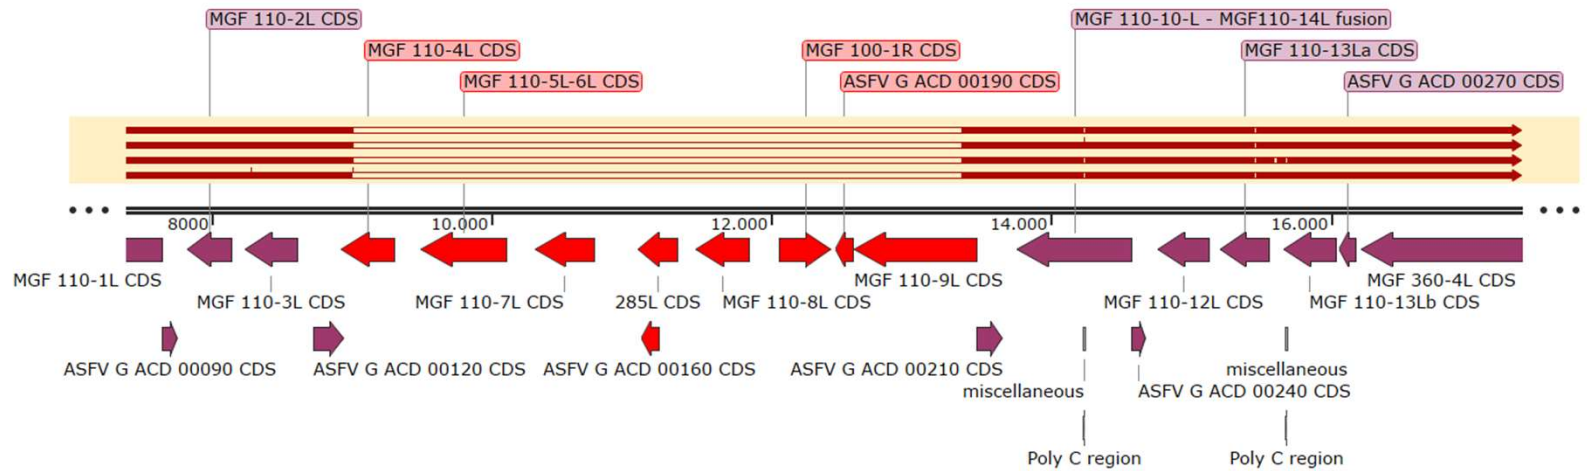 MGF 110-2L CDS
MGF 110-10-L - MGF110-14L fusion
MGF 110-4L CDS
MGF 100-1R CDS
MGF 110-13La CDS
MGF 110-5L-6L CDS
ASFV G ACD 00190 CDS
ASFV G ACD 00270 CDS
8000
10.000
12.000
14.000
16.000
MGF 110-1L CDS
MGF 110-9L CDS
MGF 360-4L CDS
MGF 110-3L CDS
MGF 110-7L CDS
285L CDS
MGF 110-8L CDS
MGF 110-12L CDS
MGF 110-13Lb CDS
ASFV G ACD 00090 CDS
ASFV G ACD 00120 CDS
ASFV G ACD 00160 CDS
ASFV G ACD 00210 CDS
miscellaneous
miscellaneous
ASFV G ACD 00240 CDS
Poly C region
Poly C region